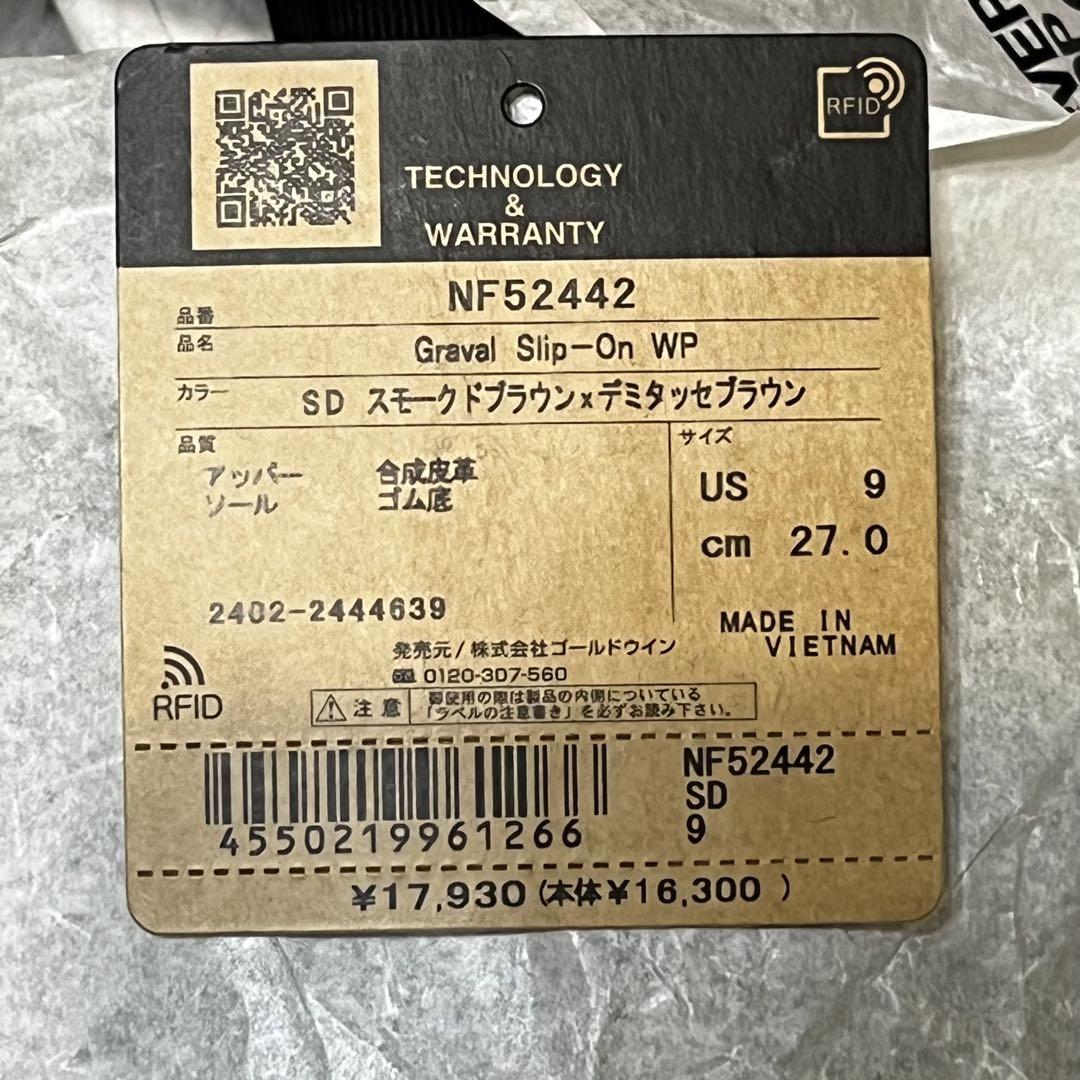 RFID
TECHNOLOGY
&
WARRANTY
品番 NF52442
品名 Graval Slip-On WP
カラー SD スモークドブラウン×デミタッセブラウン
品質
アッパー 合成皮革
ソール ゴム底
サイズ
US 9
cm 27.0
2402-2444639
MADE IN
VIETNAM
発売元/株式会社ゴールドウイン
0120-307-560
RFID
注意 御使用の際は製品の内側についている
「ラベルの注意書き」を必ずお読み下さい。
4550219961266
NF52442
SD
9
¥17,930 (本体¥16,300 )